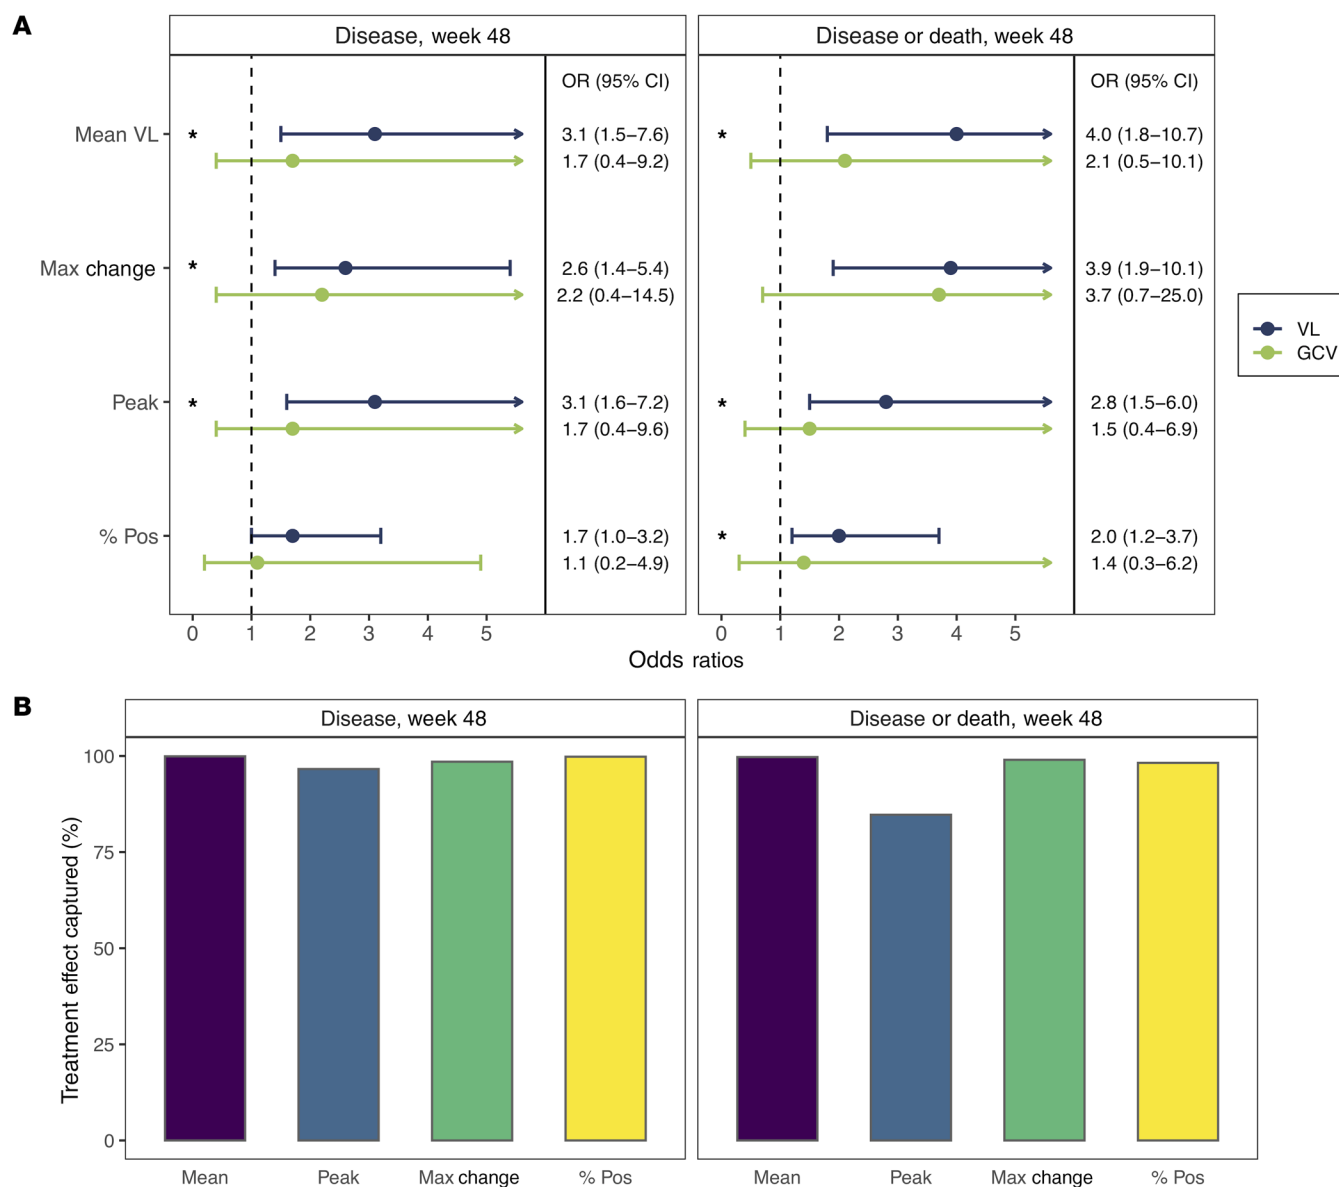 A
Disease, week 48
Disease or death, week 48
OR (95% CI)
OR (95% CI)
Mean VL
*
3.1 (1.5–7.6)
1.7 (0.4–9.2)
*
4.0 (1.8–10.7)
2.1 (0.5–10.1)
Max change
*
2.6 (1.4–5.4)
2.2 (0.4–14.5)
3.9 (1.9–10.1)
3.7 (0.7–25.0)
VL
GCV
Peak
*
3.1 (1.6–7.2)
1.7 (0.4–9.6)
*
2.8 (1.5–6.0)
1.5 (0.4–6.9)
% Pos
1.7 (1.0–3.2)
1.1 (0.2–4.9)
*
2.0 (1.2–3.7)
1.4 (0.3–6.2)
0 1 2 3 4 5
0 1 2 3 4 5
Odds ratios
B
Disease, week 48
Disease or death, week 48
Treatment effect captured (%)
100
75
50
25
0
Mean Peak Max change % Pos
Mean Peak Max change % Pos